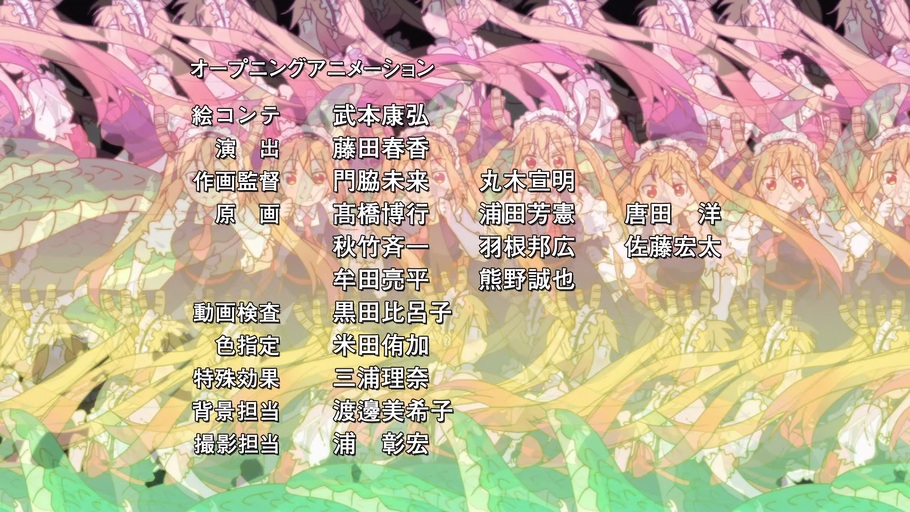 オープニングアニメーション
絵コンテ 武本康弘
演　出 藤田春香
作画監督 門脇未来 丸木宣明
原　画 髙橋博行 浦田芳憲 唐田　洋
秋竹斉一 羽根邦広 佐藤宏太
牟田亮平 熊野誠也
動画検査 黒田比呂子
色指定 米田侑加
特殊効果 三浦理奈
背景担当 渡邊美希子
撮影担当 浦　彰宏